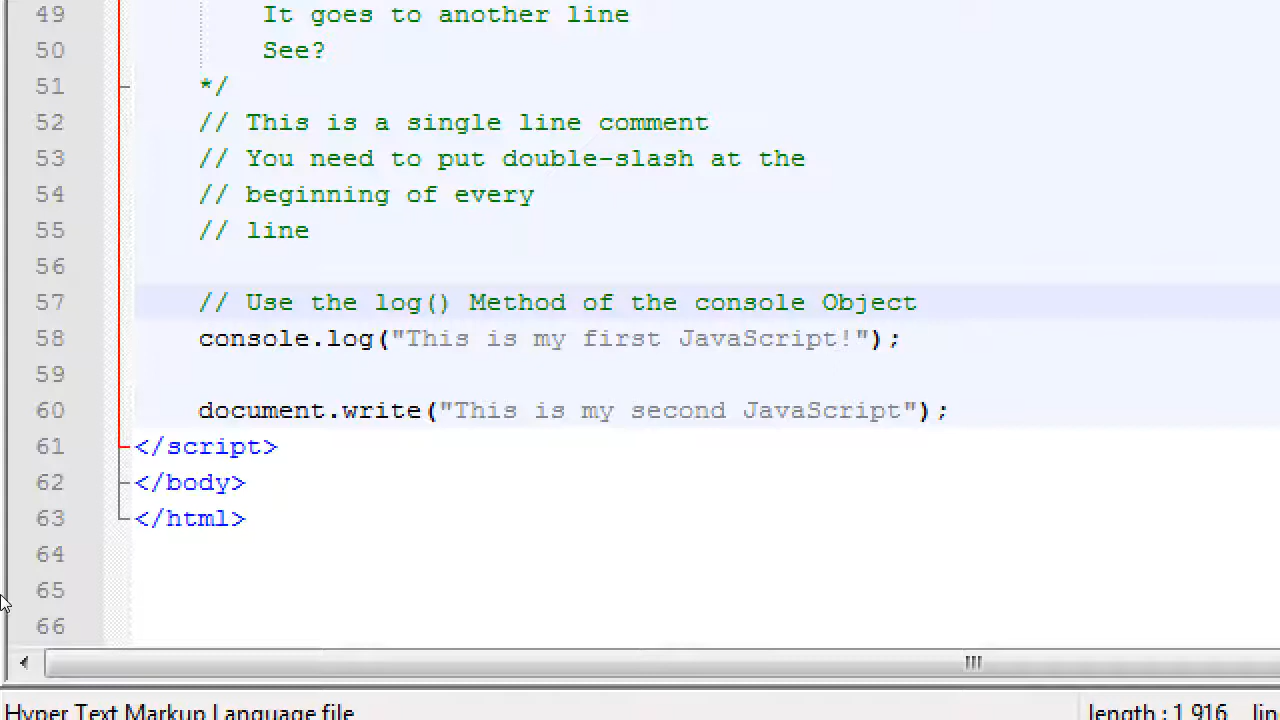 49 It goes to another line
50 See?
51 */
52 // This is a single line comment
53 // You need to put double-slash at the
54 // beginning of every
55 // line
56
57 // Use the log() Method of the console Object
58 console.log("This is my first JavaScript!");
59
60 document.write("This is my second JavaScript");
61 </script>
62 </body>
63 </html>
64
65
66
Hyper Text Markup Language file length : 1,916 lin